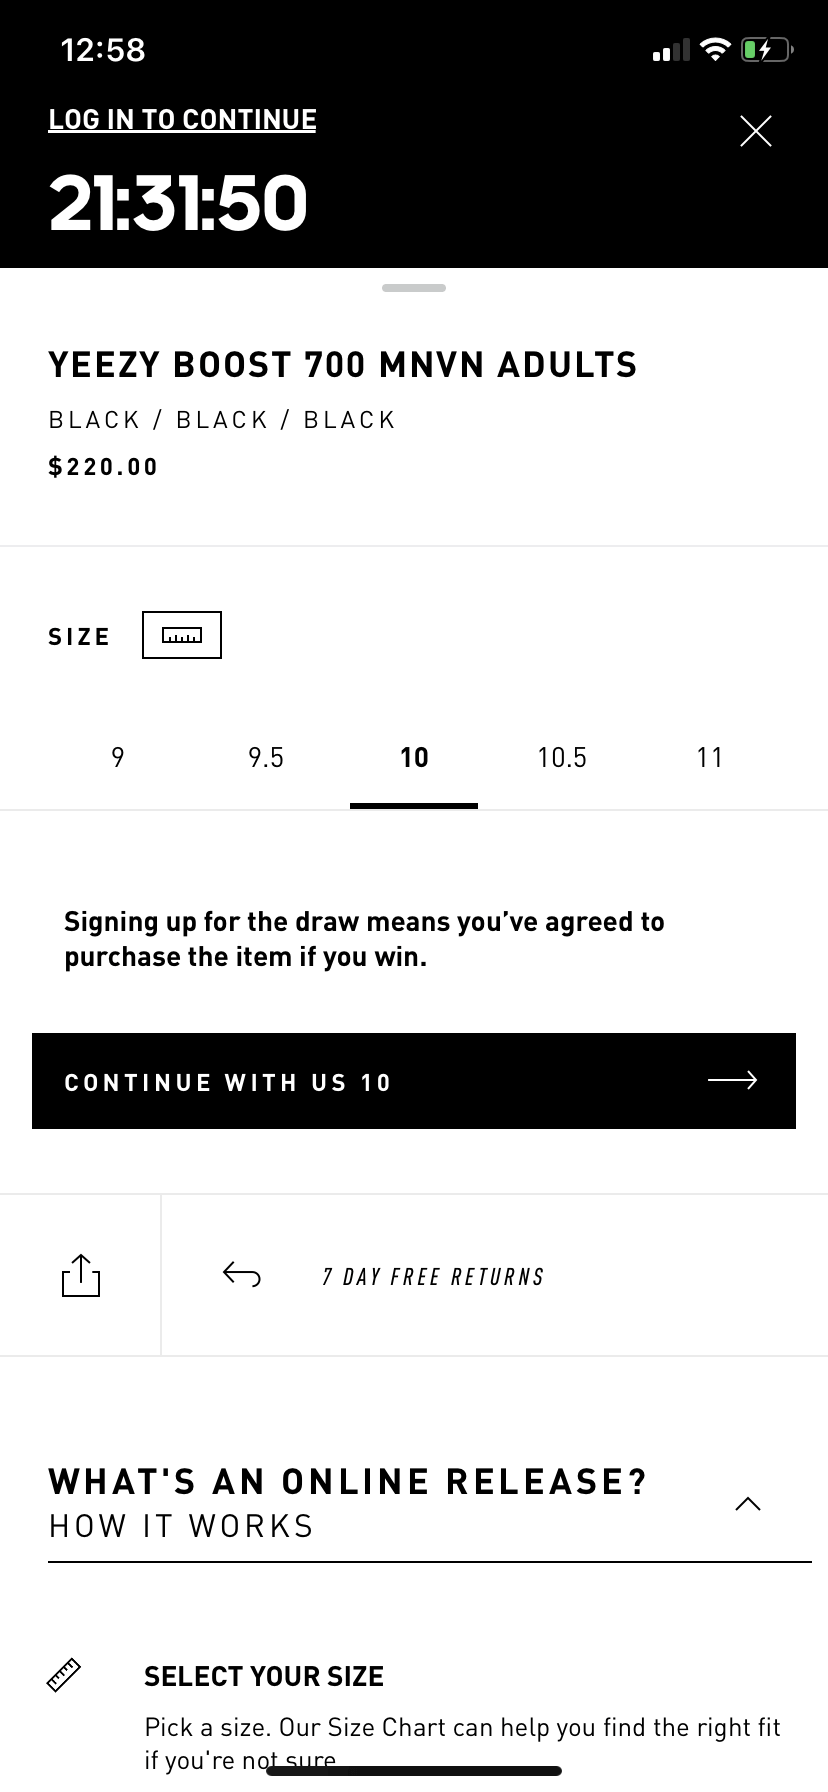 12:58
LOG IN TO CONTINUE
21:31:50
YEEZY BOOST 700 MNVN ADULTS
BLACK / BLACK / BLACK
$220.00
SIZE
9 9.5 10 10.5 11
Signing up for the draw means you’ve agreed to
purchase the item if you win.
CONTINUE WITH US 10
7 DAY FREE RETURNS
WHAT'S AN ONLINE RELEASE?
HOW IT WORKS
SELECT YOUR SIZE
Pick a size. Our Size Chart can help you find the right fit
if you're not sure